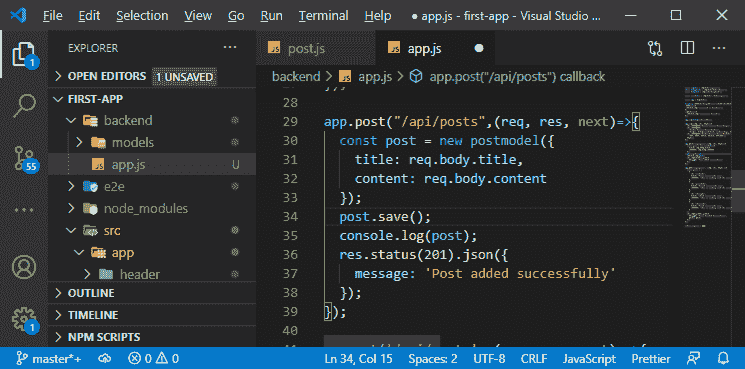 File Edit Selection View Go Run Terminal Help ● app.js - first-app - Visual Studio ...
EXPLORER
OPEN EDITORS 1 UNSAVED
FIRST-APP
backend
models
app.js U
e2e
node_modules
src
app
header
OUTLINE
TIMELINE
NPM SCRIPTS
1
55
1
JS post.js
JS app.js ●
backend > JS app.js > app.post("/api/posts") callback
28
29 app.post("/api/posts",(req, res, next)=>{
30 const post = new postmodel({
31 title: req.body.title,
32 content: req.body.content
33 });
34 post.save();
35 console.log(post);
36 res.status(201).json({
37 message: 'Post added successfully'
38 });
39 });
40
master*+ 0 0 Ln 34, Col 15 Spaces: 2 UTF-8 CRLF JavaScript Prettier